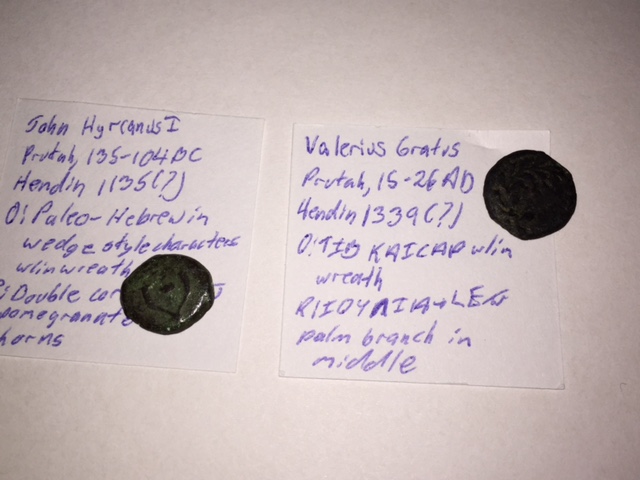 John Hyrcanus I
Prutah, 135-104 BC
Hendin 1135(?)
O: Paleo-Hebrew in
wedge style characters
w/in wreath
: Double cor
pomegranate
horns
Valerius Gratus
Prutah, 15-26 AD
Hendin 1339(?)
O: TIB KAICAP w/in
wreath
R: IOYΛIA + LE w/
palm branch in
middle